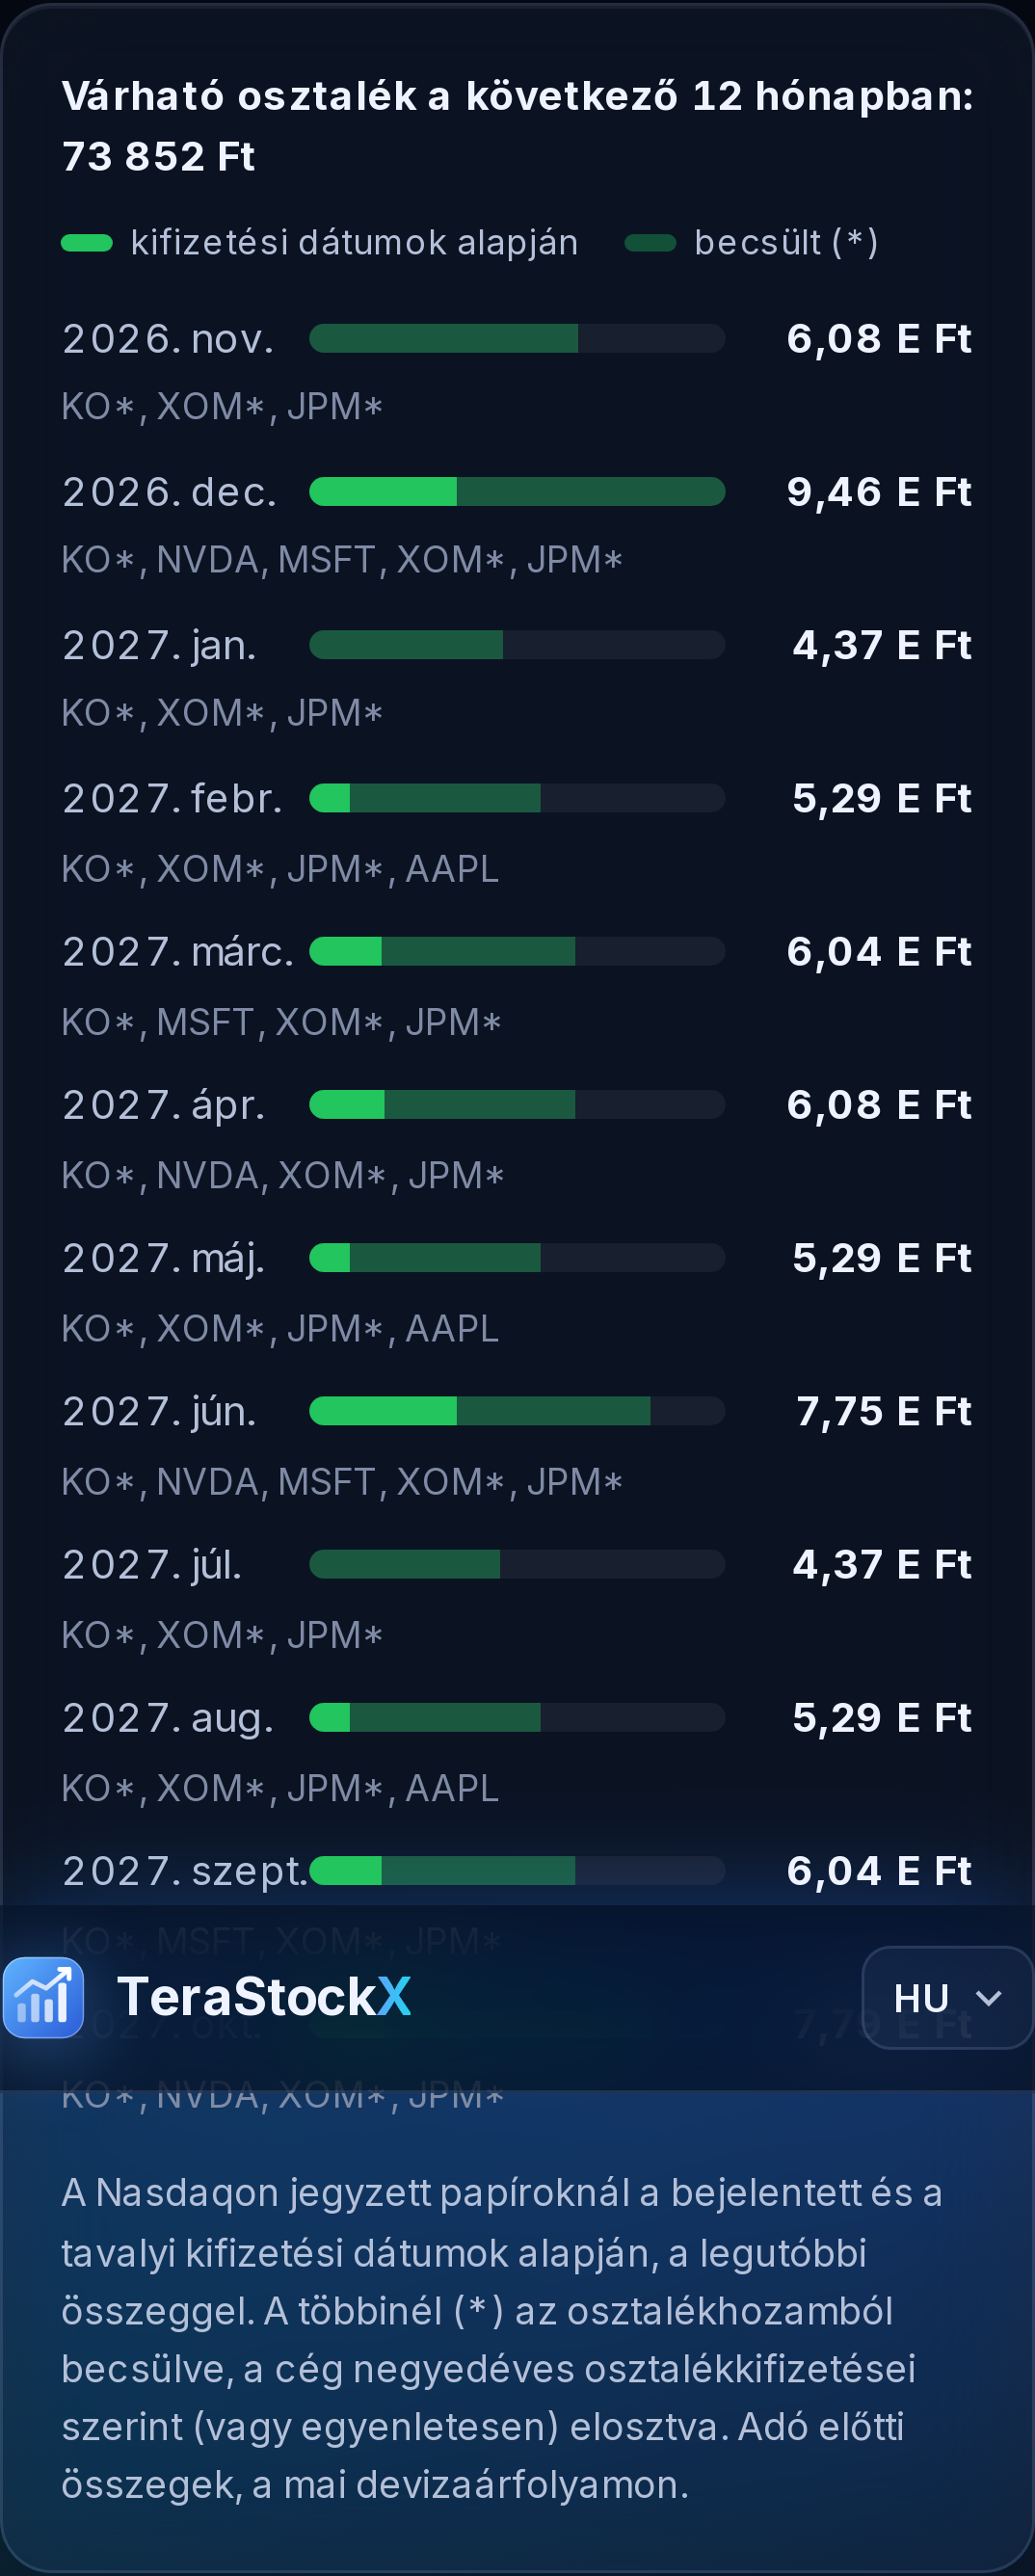 Várható osztalék a következő 12 hónapban:
73 852 Ft
kifizetési dátumok alapján becsült (*)
2026. nov. 6,08 E Ft
KO*, XOM*, JPM*
2026. dec. 9,46 E Ft
KO*, NVDA, MSFT, XOM*, JPM*
2027. jan. 4,37 E Ft
KO*, XOM*, JPM*
2027. febr. 5,29 E Ft
KO*, XOM*, JPM*, AAPL
2027. márc. 6,04 E Ft
KO*, MSFT, XOM*, JPM*
2027. ápr. 6,08 E Ft
KO*, NVDA, XOM*, JPM*
2027. máj. 5,29 E Ft
KO*, XOM*, JPM*, AAPL
2027. jún. 7,75 E Ft
KO*, NVDA, MSFT, XOM*, JPM*
2027. júl. 4,37 E Ft
KO*, XOM*, JPM*
2027. aug. 5,29 E Ft
KO*, XOM*, JPM*, AAPL
2027. szept. 6,04 E Ft
KO*, MSFT, XOM*, JPM*
TeraStockX HU
KO*, NVDA, XOM*, JPM*
A Nasdaqon jegyzett papíroknál a bejelentett és a
tavalyi kifizetési dátumok alapján, a legutóbbi
összeggel. A többinél (*) az osztalékhozamból
becsülve, a cég negyedéves osztalékkifizetései
szerint (vagy egyenletesen) elosztva. Adó előtti
összegek, a mai devizaárfolyamon.